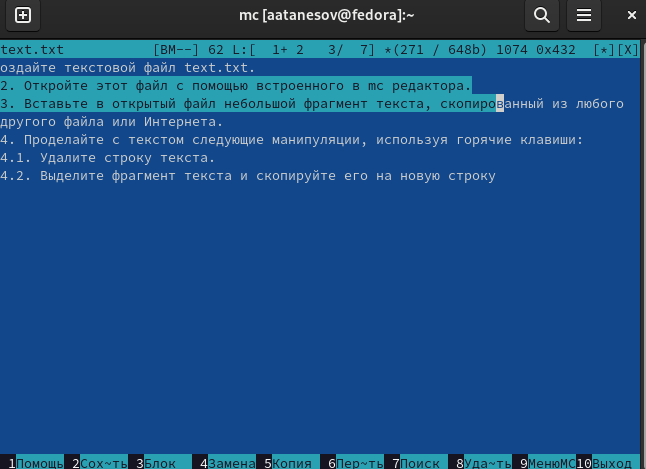 mc [aatanesov@fedora]:~
text.txt [BM--] 62 L:[ 1+ 2 3/ 7] *(271 / 648b) 1074 0x432 [*][X]
оздайте текстовой файл text.txt.
2. Откройте этот файл с помощью встроенного в mc редактора.
3. Вставьте в открытый файл небольшой фрагмент текста, скопированный из любого
другого файла или Интернета.
4. Проделайте с текстом следующие манипуляции, используя горячие клавиши:
4.1. Удалите строку текста.
4.2. Выделите фрагмент текста и скопируйте его на новую строку
1Помощь 2Сох~ть 3Блок 4Замена 5Копия 6Пер~ть 7Поиск 8Уда~ть 9МенюMC 10Выход